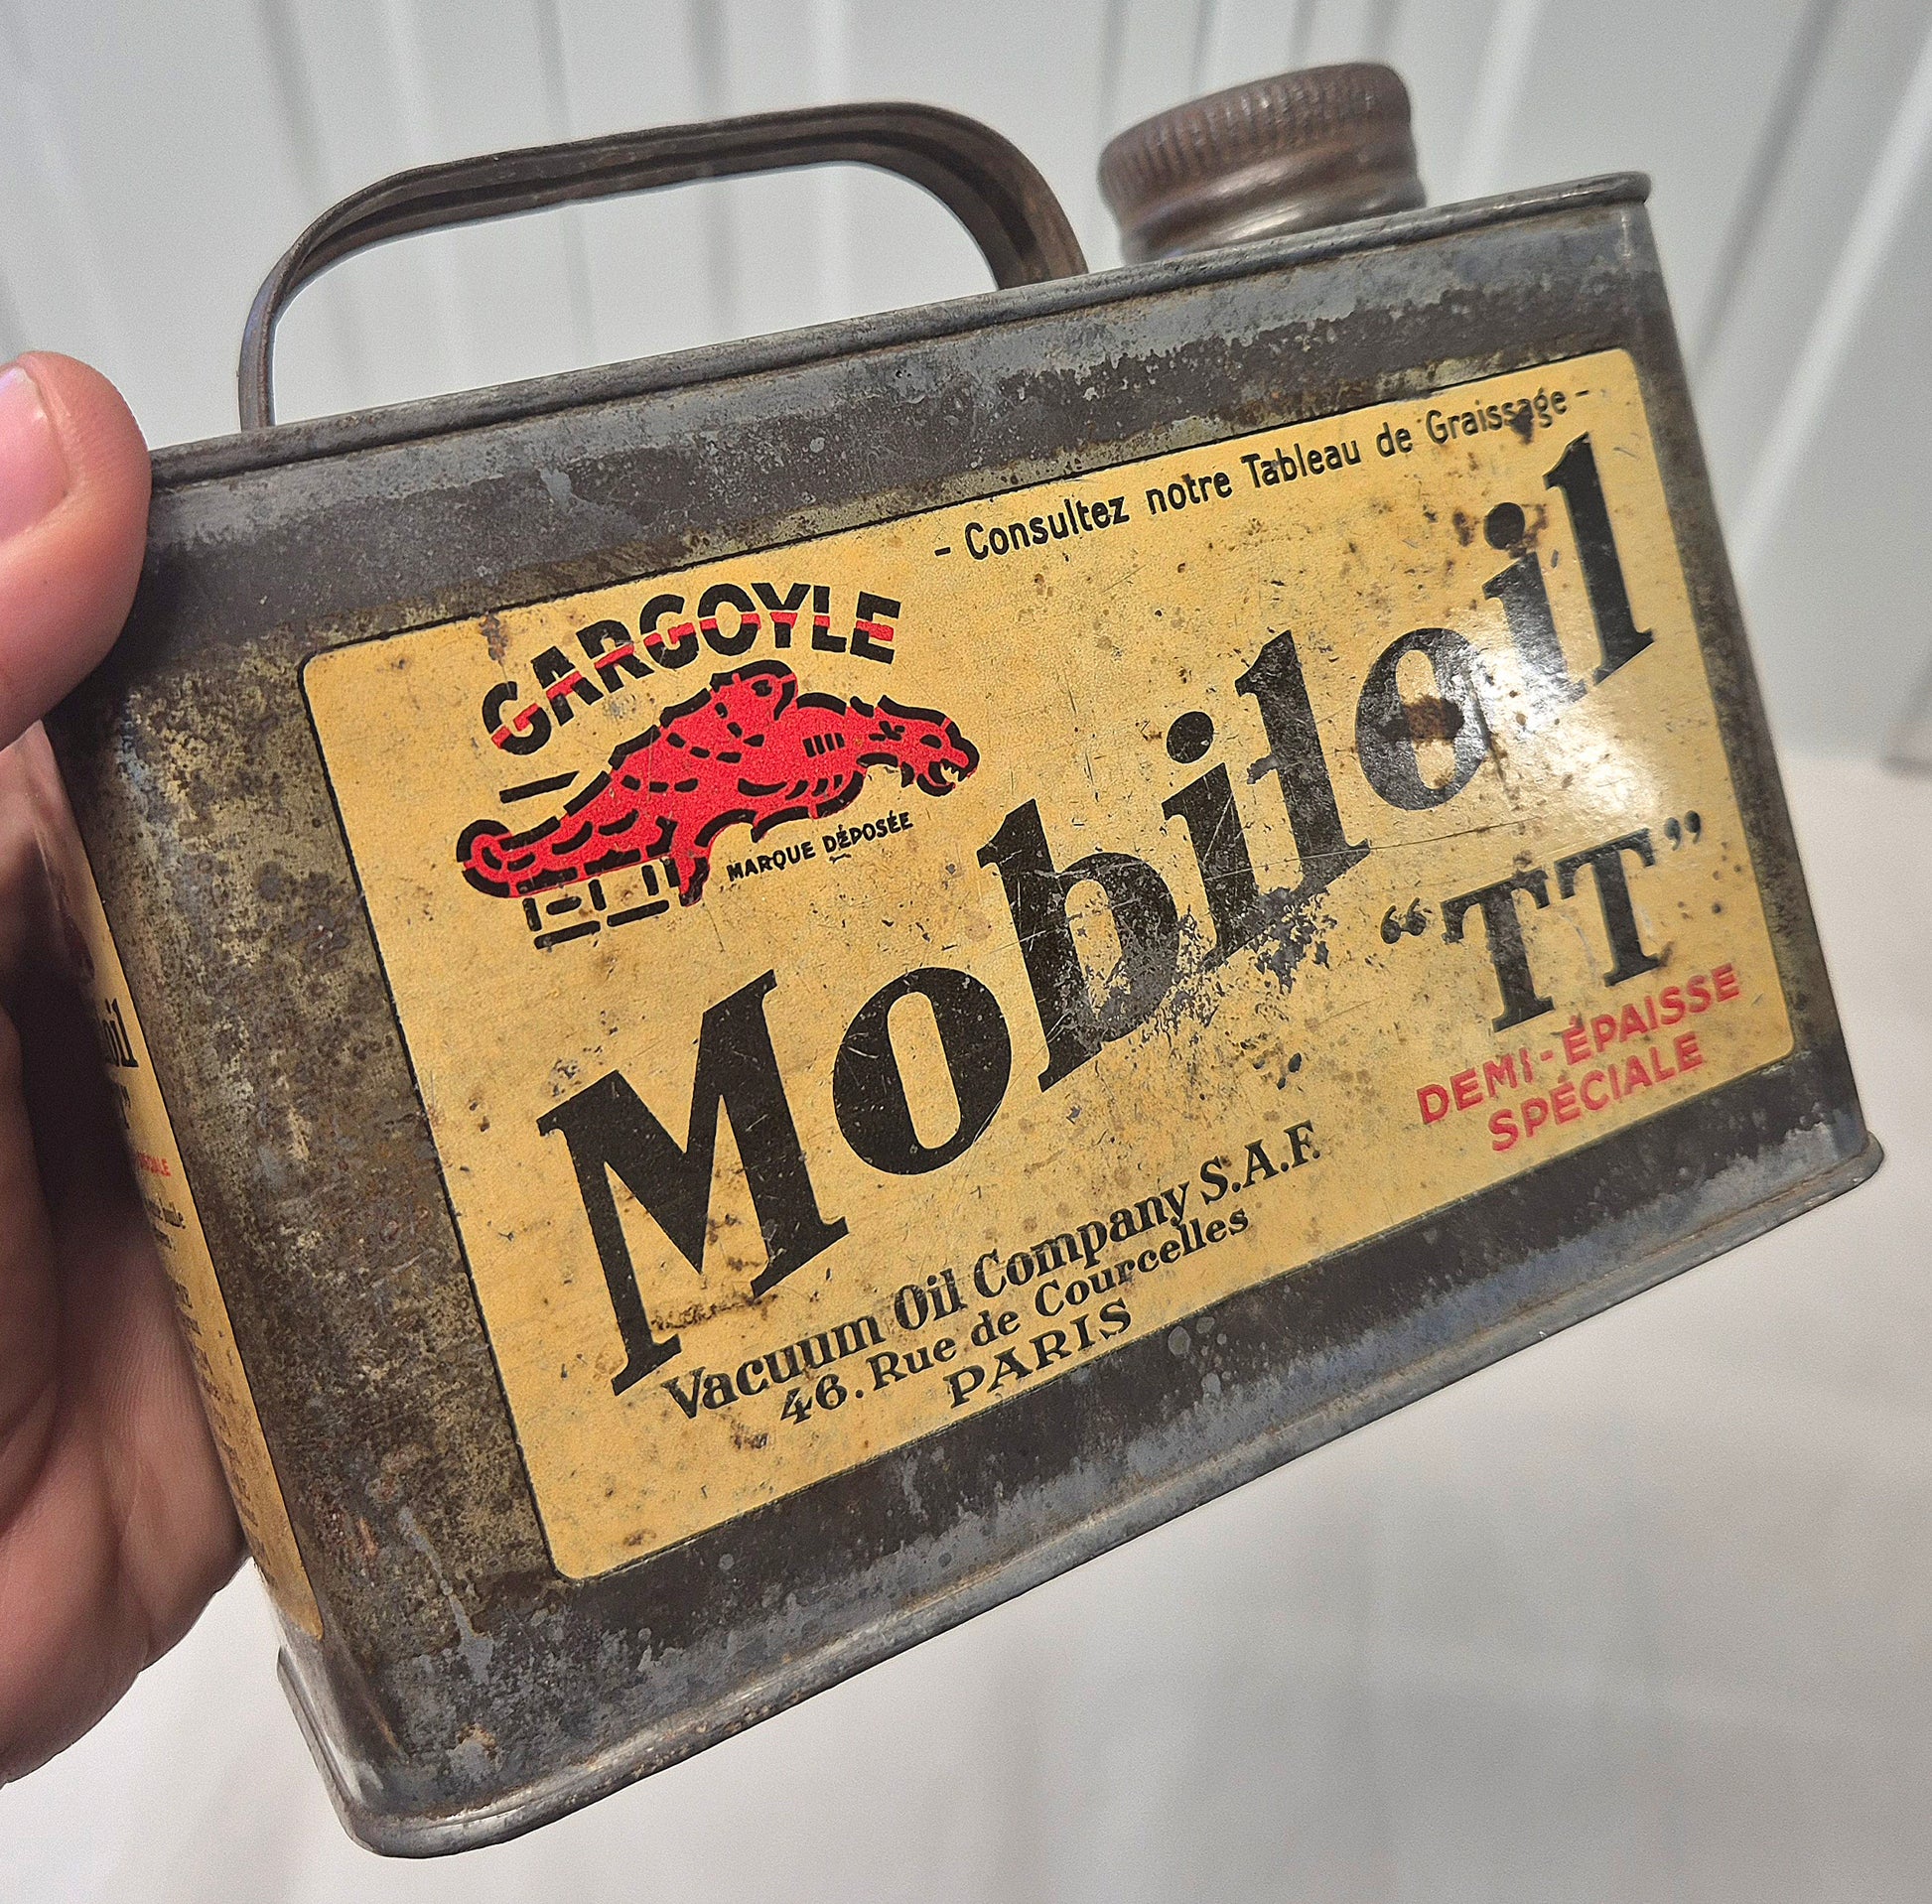 - Consultez notre Tableau de Graissage -
GARGOYLE
MARQUE DÉPOSÉE
Mobiloil
"TT"
DEMI-ÉPAISSE
SPÉCIALE
Vacuum Oil Company S.A.F.
46. Rue de Courcelles
PARIS